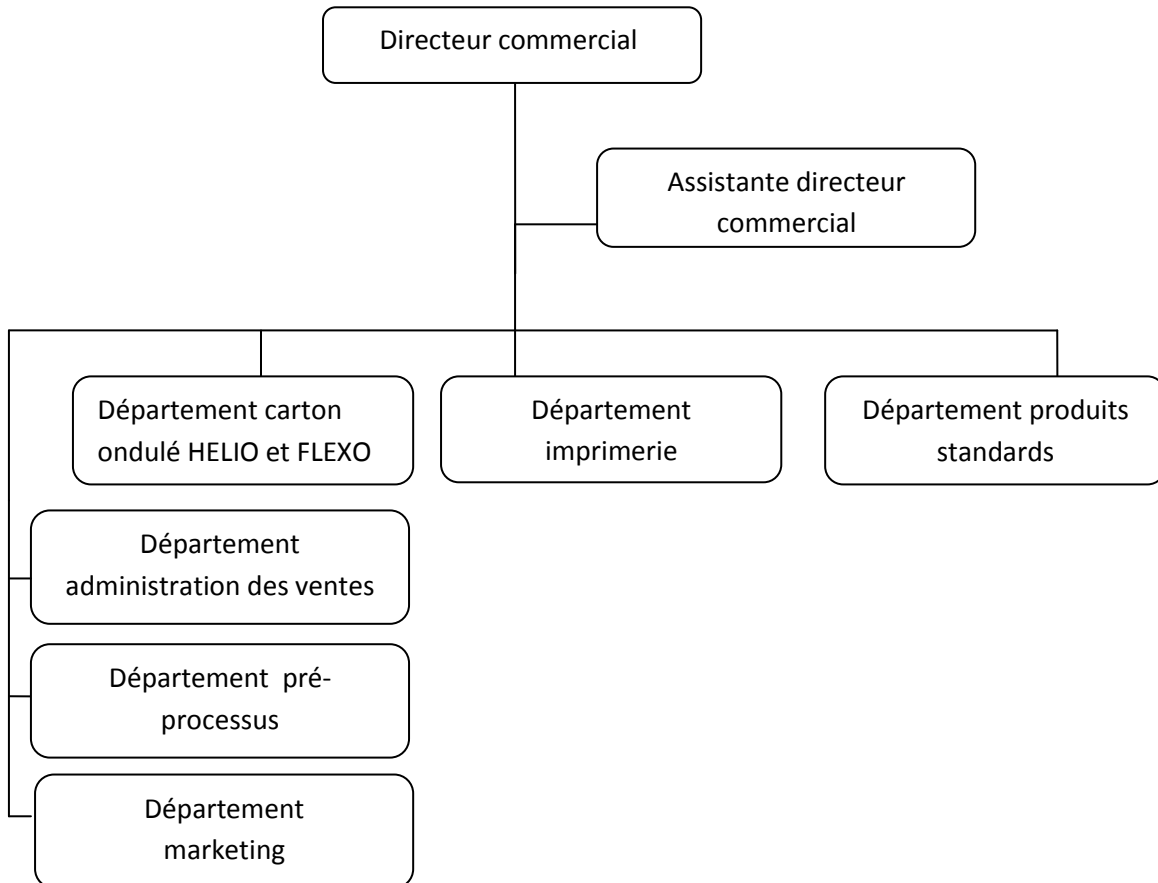 Directeur commercial
Assistante directeur
commercial
Département carton
ondulé HELIO et FLEXO
Département
imprimerie
Département produits
standards
Département
administration des ventes
Département pré-
processus
Département
marketing